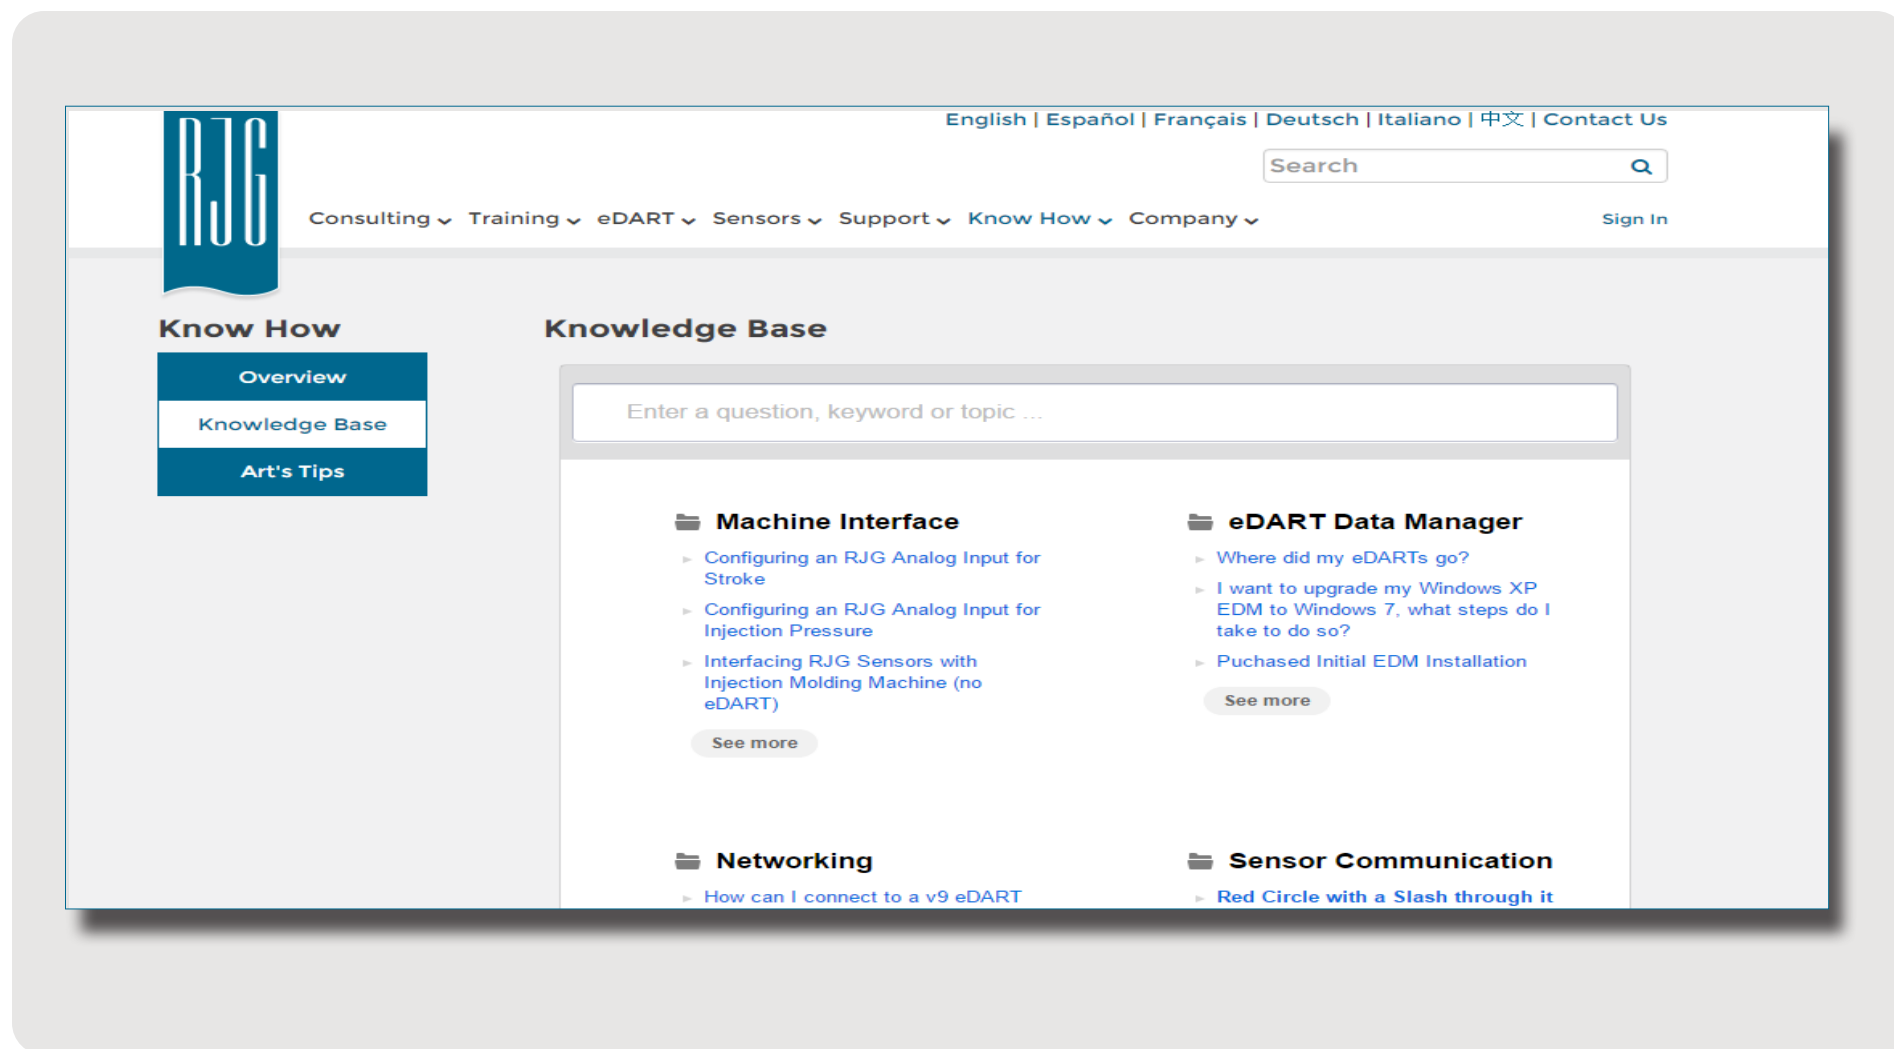 RJG
English | Español | Français | Deutsch | Italiano | 中文 | Contact Us
Search
Consulting Training eDART Sensors Support Know How Company
Sign In
Know How
Overview
Knowledge Base
Art's Tips
Knowledge Base
Enter a question, keyword or topic ...
Machine Interface
Configuring an RJG Analog Input for
Stroke
Configuring an RJG Analog Input for
Injection Pressure
Interfacing RJG Sensors with
Injection Molding Machine (no
eDART)
See more
eDART Data Manager
Where did my eDARTs go?
I want to upgrade my Windows XP
EDM to Windows 7, what steps do I
take to do so?
Puchased Initial EDM Installation
See more
Networking
How can I connect to a v9 eDART
Sensor Communication
Red Circle with a Slash through it